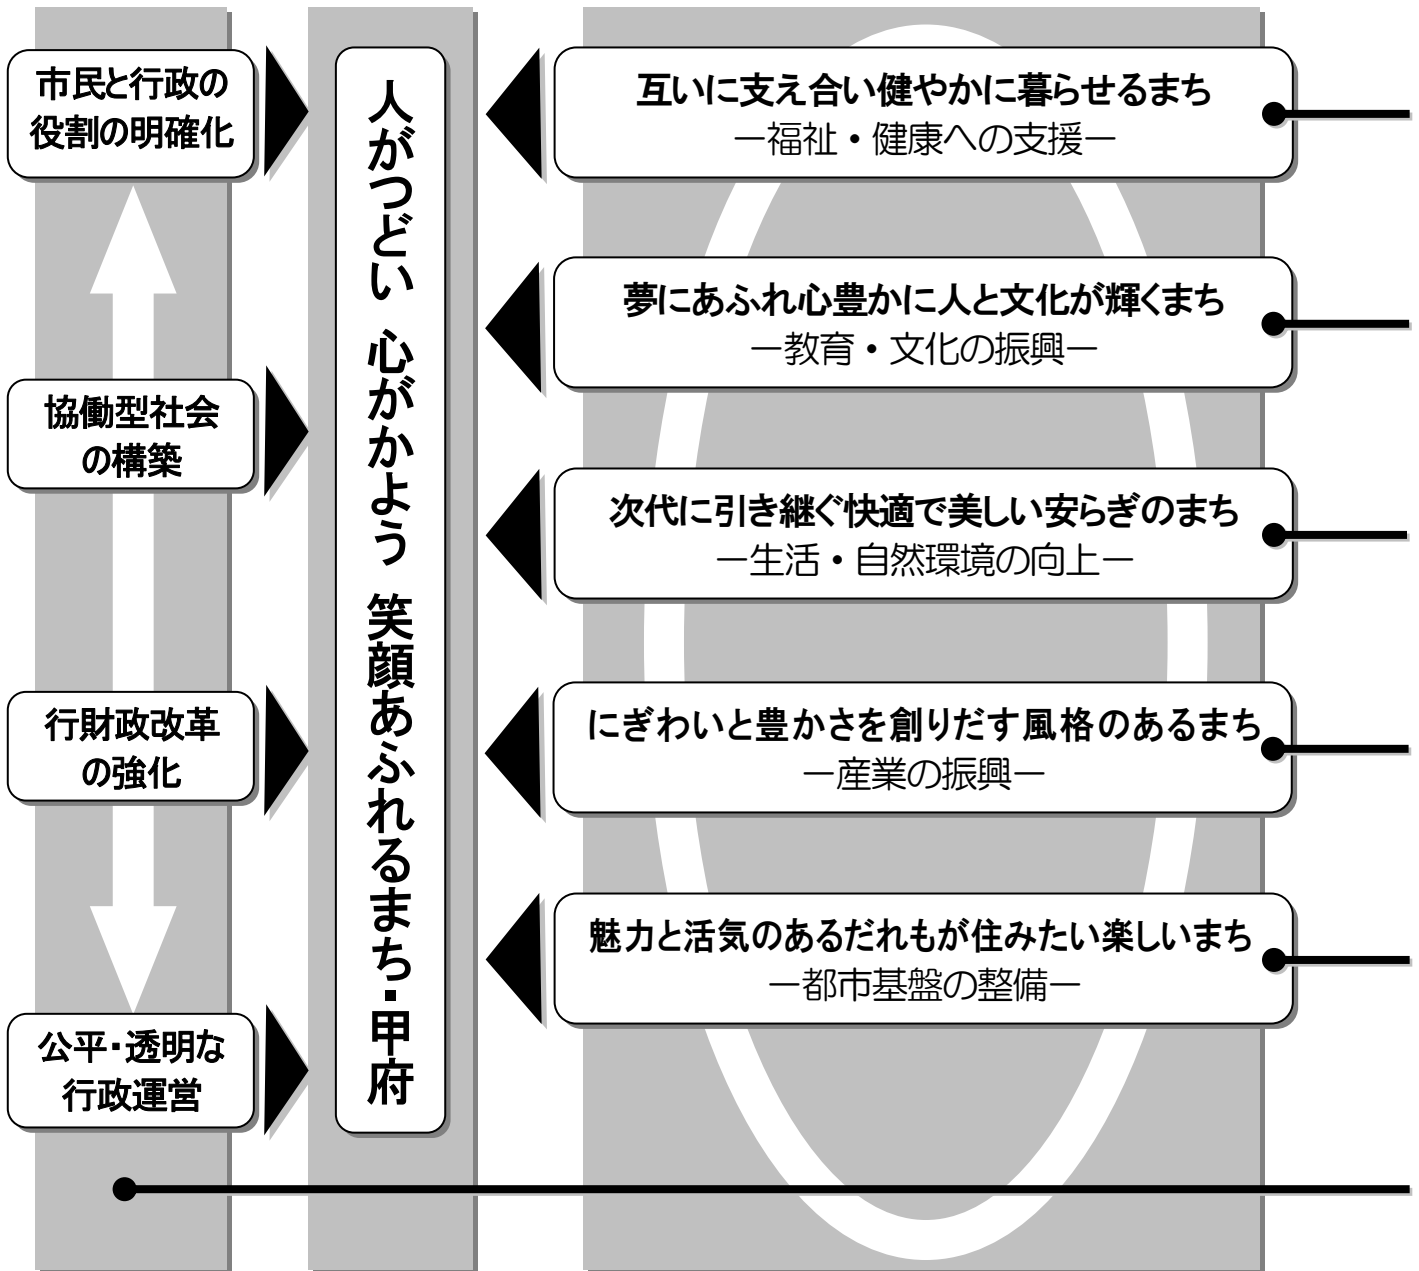 市民と行政の
役割の明確化
協働型社会
の構築
行財政改革
の強化
公平・透明な
行政運営
人がつどい 心がかよう 笑顔あふれるまち・甲府
互いに支え合い健やかに暮らせるまち
－福祉・健康への支援－
夢にあふれ心豊かに人と文化が輝くまち
－教育・文化の振興－
次代に引き継ぐ快適で美しい安らぎのまち
－生活・自然環境の向上－
にぎわいと豊かさを創りだす風格のあるまち
－産業の振興－
魅力と活気のあるだれもが住みたい楽しいまち
－都市基盤の整備－